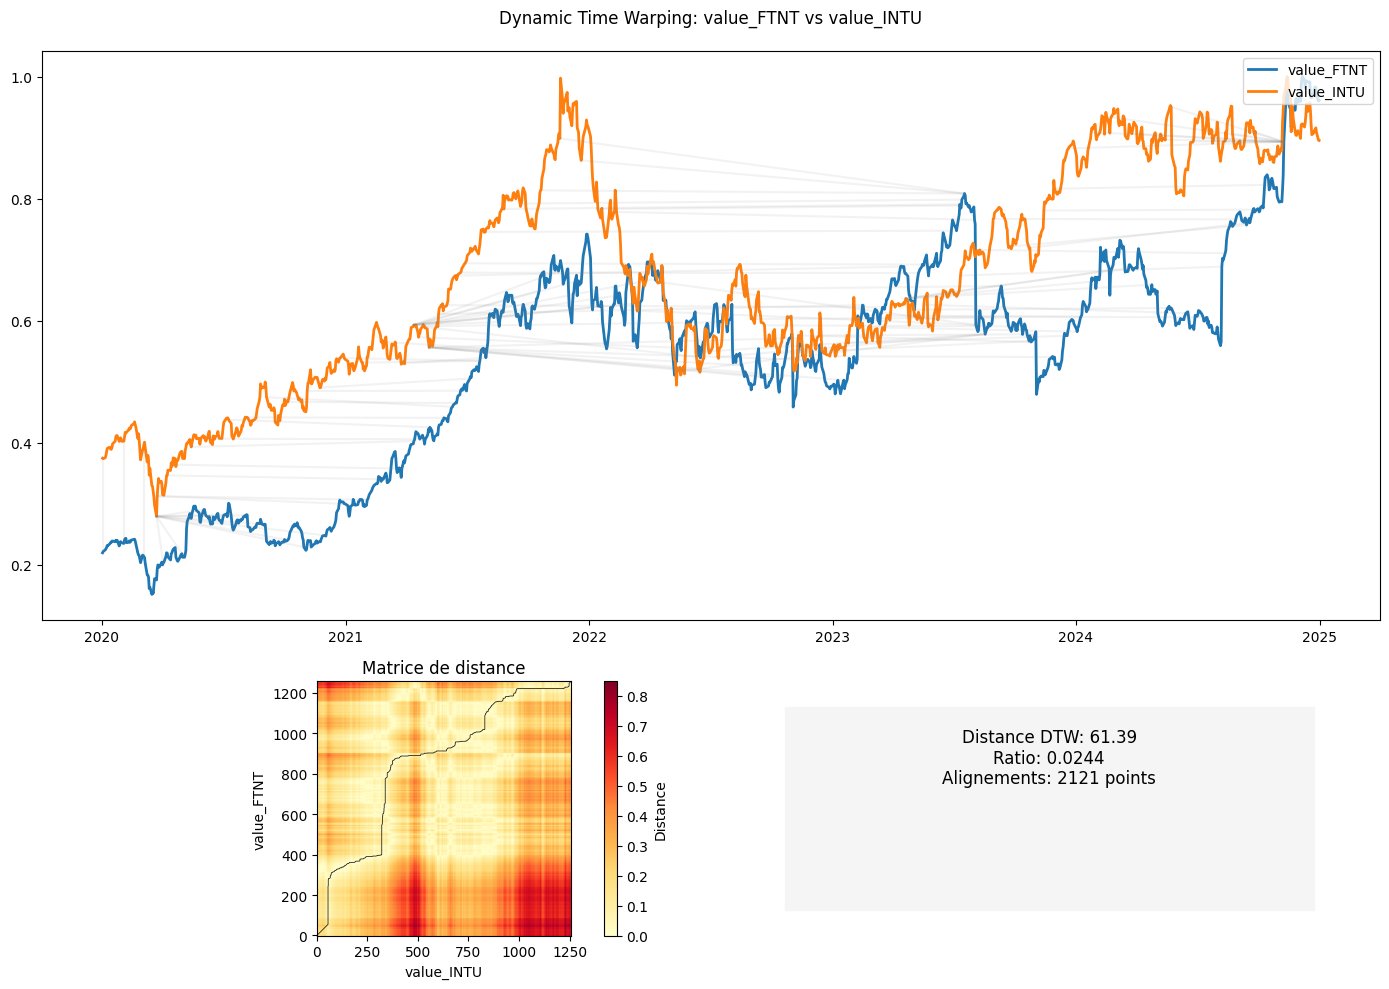 Dynamic Time Warping: value_FTNT vs value_INTU
value_FTNT
value_INTU
1.0
0.8
0.6
0.4
0.2
2020 2021 2022 2023 2024 2025
Matrice de distance
value_FTNT
1200
1000
800
600
400
200
0
0 250 500 750 1000 1250
value_INTU
0.8
0.7
0.6
0.5
0.4
0.3
0.2
0.1
0.0
Distance
Distance DTW: 61.39
Ratio: 0.0244
Alignements: 2121 points